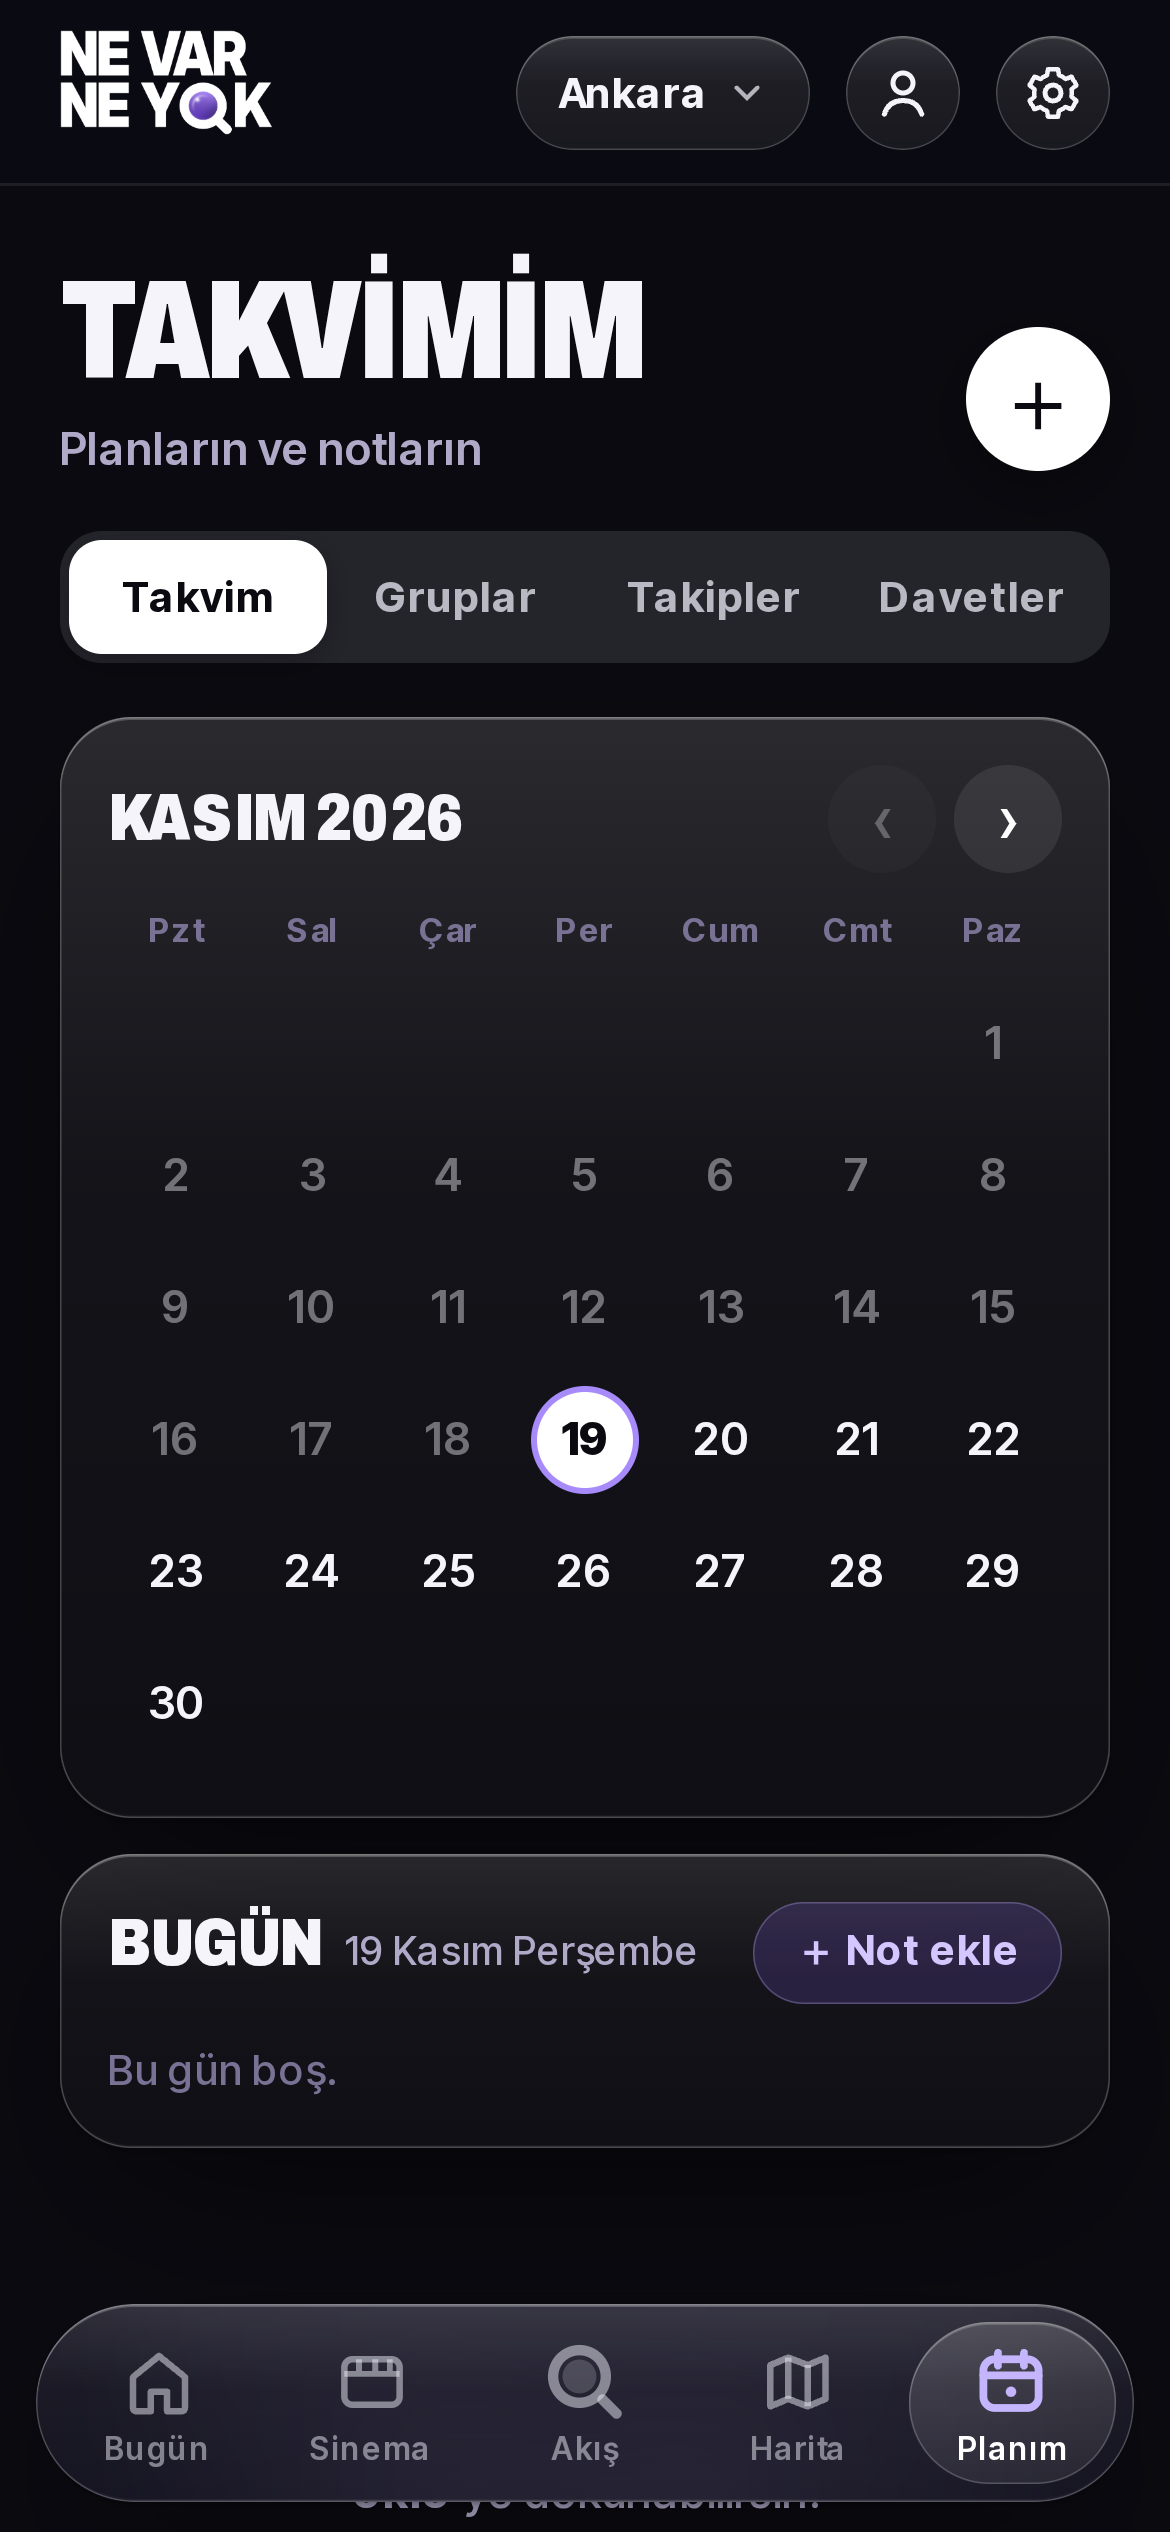 NE VAR
NE YOK
Ankara
TAKVİMİM
Planların ve notların
+
Takvim Gruplar Takipler Davetler
KASIM 2026 ‹ ›
Pzt Sal Çar Per Cum Cmt Paz
1
2 3 4 5 6 7 8
9 10 11 12 13 14 15
16 17 18 19 20 21 22
23 24 25 26 27 28 29
30
BUGÜN 19 Kasım Perşembe + Not ekle
Bu gün boş.
Bugün Sinema Akış Harita Planım